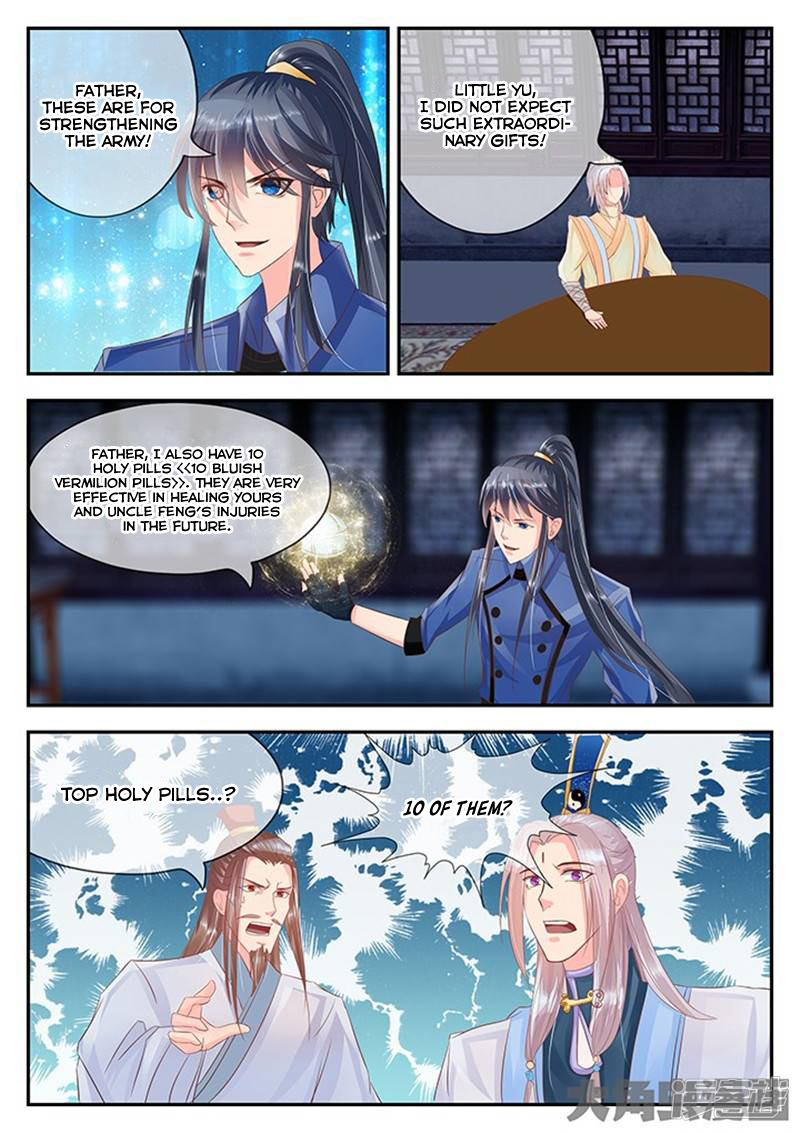 FATHER,
THESE ARE FOR
STRENGTHENING
THE ARMY!
LITTLE YU,
I DID NOT EXPECT
SUCH EXTRAORDI-
NARY GIFTS!
FATHER, I ALSO HAVE 10
HOLY PILLS <<10 BLUISH
VERMILION PILLS>>. THEY ARE VERY
EFFECTIVE IN HEALING YOURS
AND UNCLE FENG'S INJURIES
IN THE FUTURE.
TOP HOLY PILLS..?
10 OF THEM?
大角